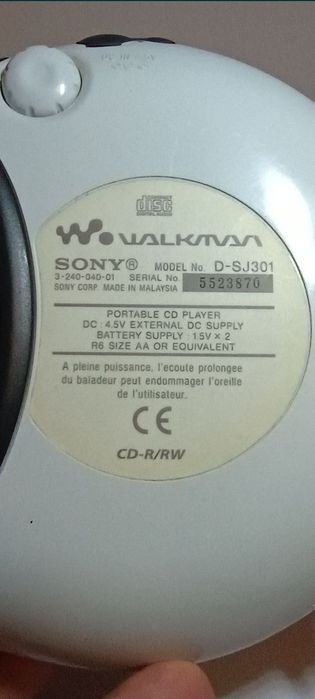 disc
DIGITAL AUDIO
WALKMAN
SONY® MODEL No. D-SJ301
3-240-040-01 SERIAL No. 5523870
SONY CORP. MADE IN MALAYSIA
PORTABLE CD PLAYER
DC : 4.5V EXTERNAL DC SUPPLY
BATTERY SUPPLY : 1.5V × 2
R6 SIZE AA OR EQUIVALENT
A pleine puissance, l'ecoute prolongee
du baladeur peut endommager l'oreille
de l'utilisateur.
CE
CD-R/RW